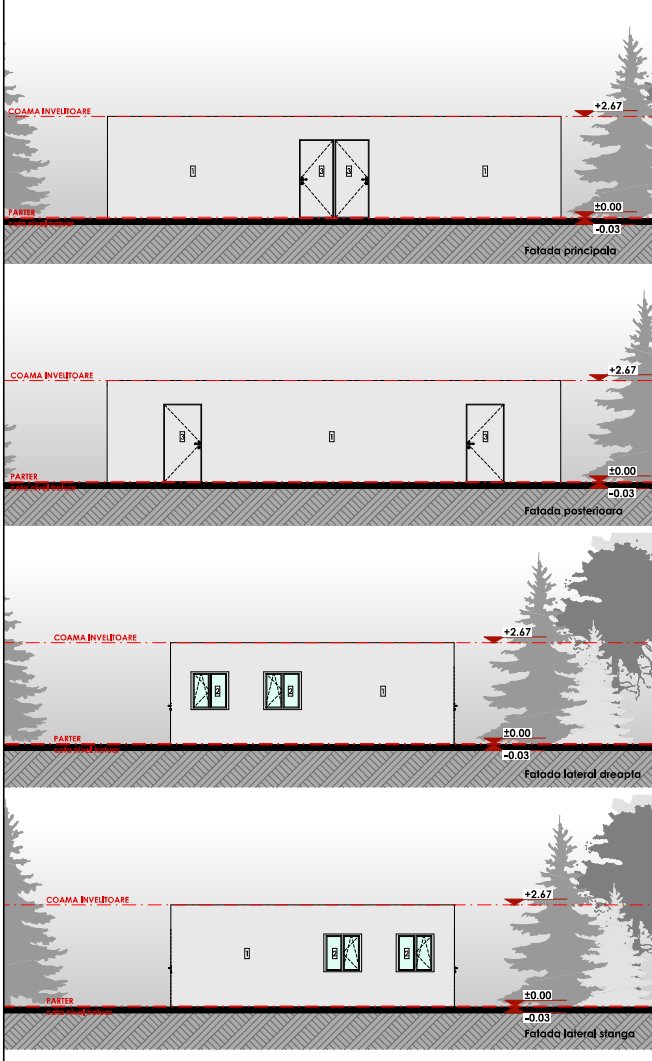 COAMA INVELITOARE
+2.67
1
3
3
1
PARTER
±0.00
-0.03
Fatada principala
COAMA INVELITOARE
+2.67
3
1
3
PARTER
±0.00
-0.03
Fatada posterioara
COAMA INVELITOARE
+2.67
2
2
1
PARTER
±0.00
-0.03
Fatada lateral dreapta
COAMA INVELITOARE
+2.67
1
2
2
PARTER
±0.00
-0.03
Fatada lateral stanga